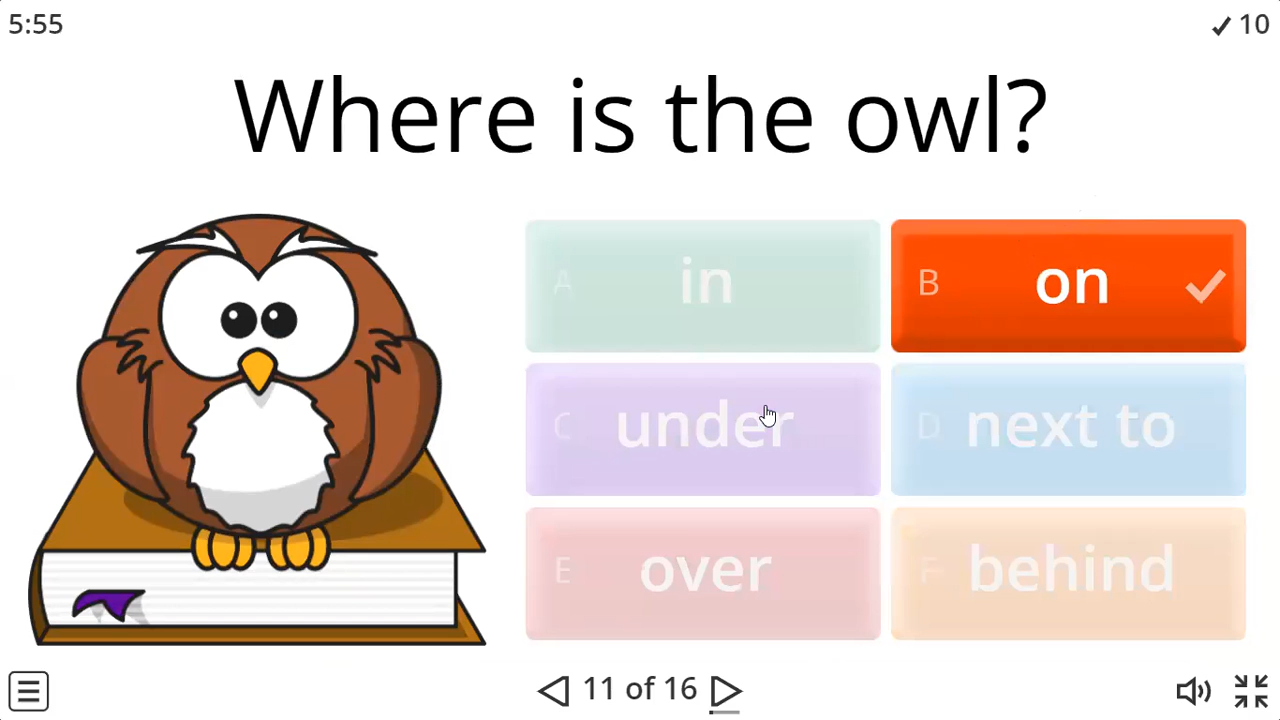 5:55
✓ 10
Where is the owl?
A in
B on ✓
C under
D next to
E over
F behind
11 of 16